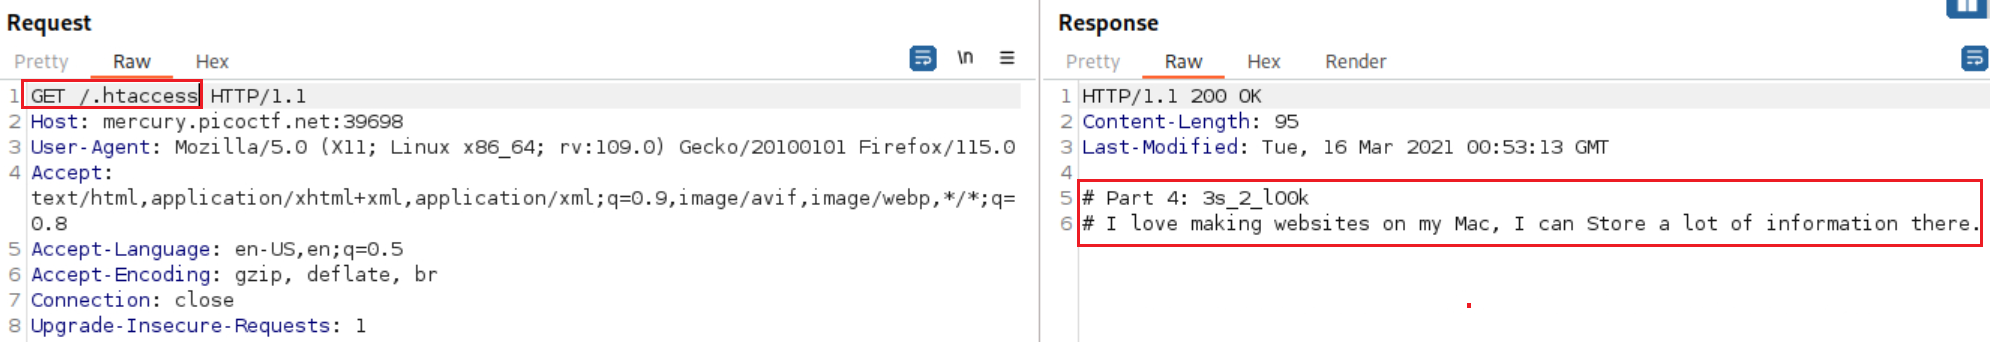 Request
Pretty Raw Hex \n
1 GET /.htaccess HTTP/1.1
2 Host: mercury.picoctf.net:39698
3 User-Agent: Mozilla/5.0 (X11; Linux x86_64; rv:109.0) Gecko/20100101 Firefox/115.0
4 Accept:
text/html,application/xhtml+xml,application/xml;q=0.9,image/avif,image/webp,*/*;q=
0.8
5 Accept-Language: en-US,en;q=0.5
6 Accept-Encoding: gzip, deflate, br
7 Connection: close
8 Upgrade-Insecure-Requests: 1
Response
Pretty Raw Hex Render
1 HTTP/1.1 200 OK
2 Content-Length: 95
3 Last-Modified: Tue, 16 Mar 2021 00:53:13 GMT
4
5 # Part 4: 3s_2_lO0k
6 # I love making websites on my Mac, I can Store a lot of information there.